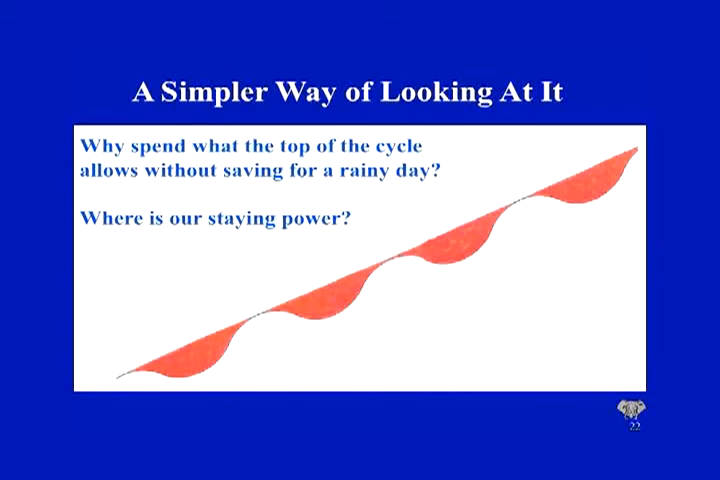 A Simpler Way of Looking At It
Why spend what the top of the cycle
allows without saving for a rainy day?
Where is our staying power?
22